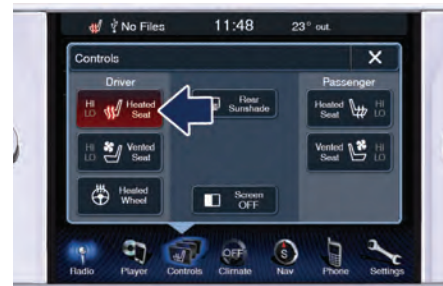 No Files 11:48 23° out.
Controls X
Driver Passenger
HI LO Heated Seat
Rear Sunshade
Heated Seat HI LO
HI LO Vented Seat
Vented Seat HI LO
Heated Wheel
Screen OFF
OFF S
Radio Player Controls Climate Nav Phone Settings